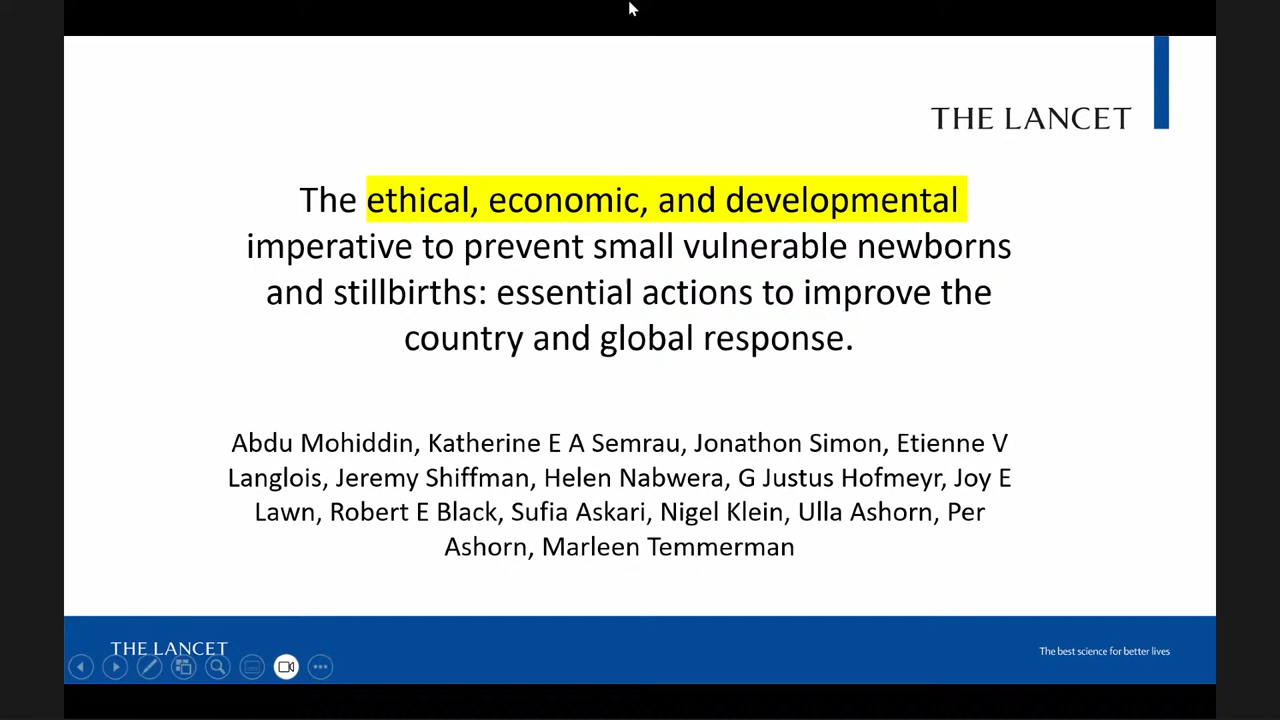 THE LANCET
The ethical, economic, and developmental
imperative to prevent small vulnerable newborns
and stillbirths: essential actions to improve the
country and global response.
Abdu Mohiddin, Katherine E A Semrau, Jonathon Simon, Etienne V
Langlois, Jeremy Shiffman, Helen Nabwera, G Justus Hofmeyr, Joy E
Lawn, Robert E Black, Sufia Askari, Nigel Klein, Ulla Ashorn, Per
Ashorn, Marleen Temmerman
THE LANCET
The best science for better lives